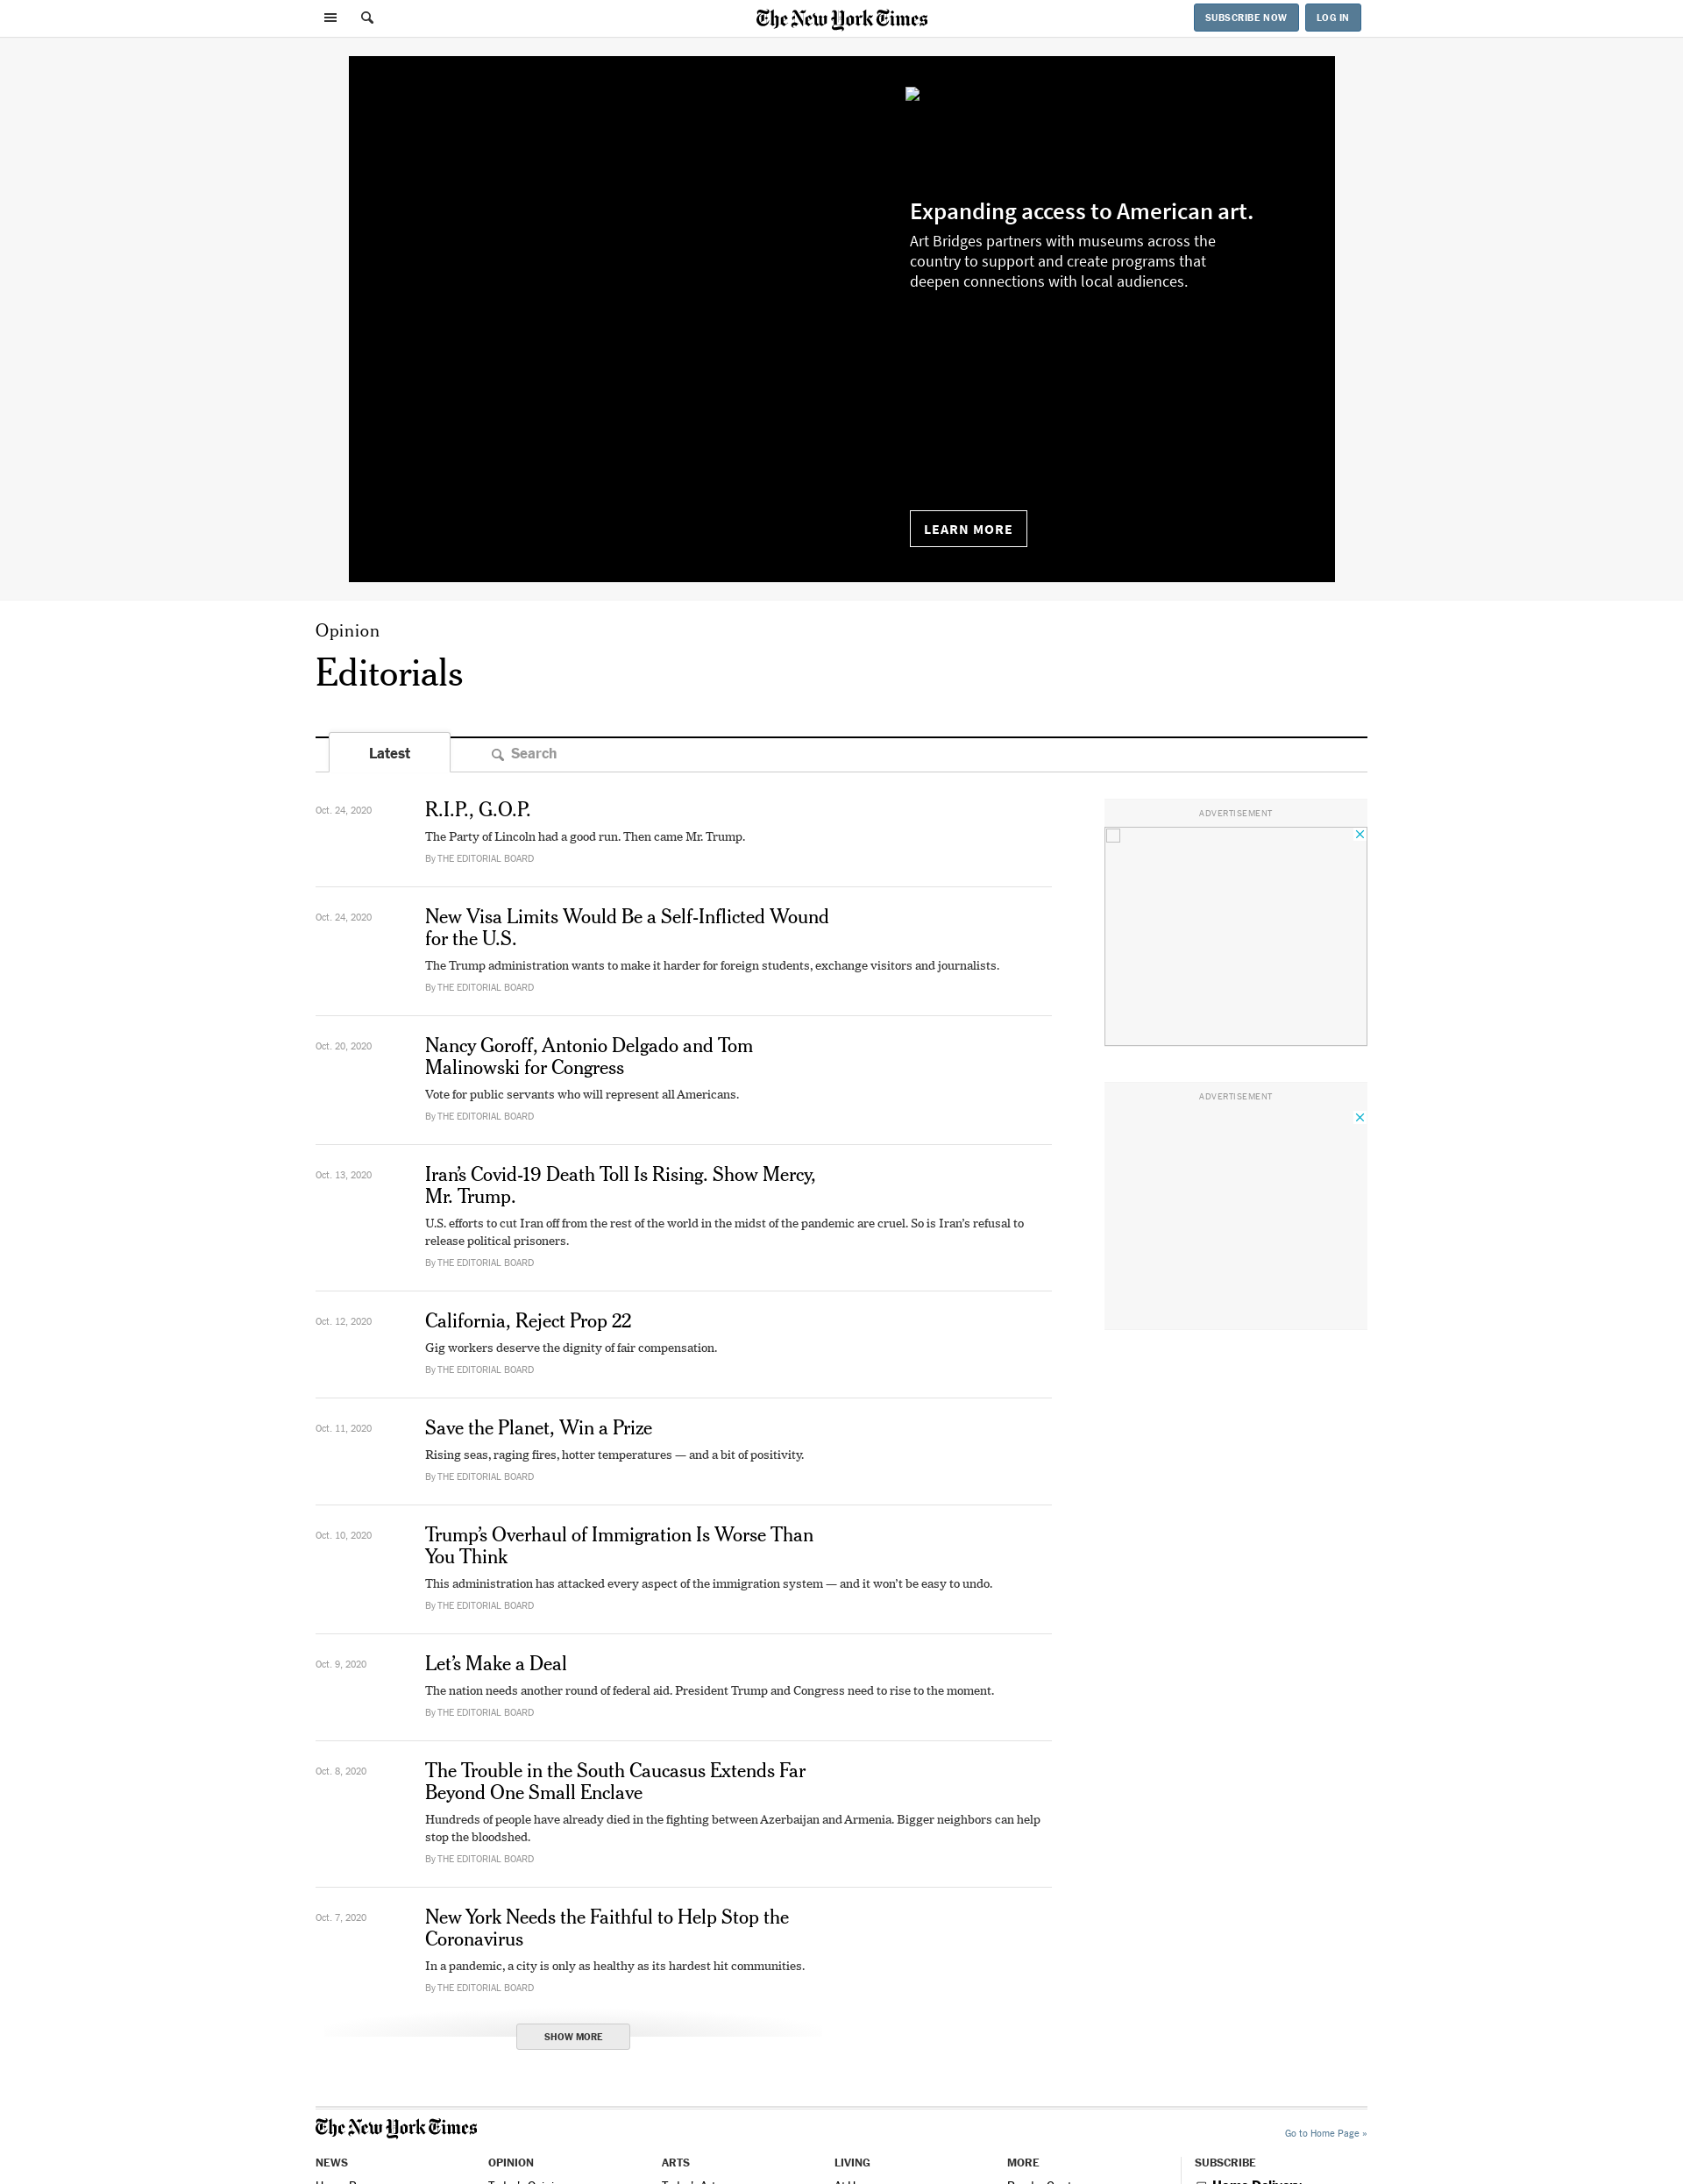 The New York Times
SUBSCRIBE NOW
LOG IN
Expanding access to American art.
Art Bridges partners with museums across the
country to support and create programs that
deepen connections with local audiences.
LEARN MORE
Opinion
Editorials
Latest
Search
Oct. 24, 2020
R.I.P., G.O.P.
The Party of Lincoln had a good run. Then came Mr. Trump.
By THE EDITORIAL BOARD
Oct. 24, 2020
New Visa Limits Would Be a Self-Inflicted Wound
for the U.S.
The Trump administration wants to make it harder for foreign students, exchange visitors and journalists.
By THE EDITORIAL BOARD
Oct. 20, 2020
Nancy Goroff, Antonio Delgado and Tom
Malinowski for Congress
Vote for public servants who will represent all Americans.
By THE EDITORIAL BOARD
Oct. 13, 2020
Iran’s Covid-19 Death Toll Is Rising. Show Mercy,
Mr. Trump.
U.S. efforts to cut Iran off from the rest of the world in the midst of the pandemic are cruel. So is Iran’s refusal to
release political prisoners.
By THE EDITORIAL BOARD
Oct. 12, 2020
California, Reject Prop 22
Gig workers deserve the dignity of fair compensation.
By THE EDITORIAL BOARD
Oct. 11, 2020
Save the Planet, Win a Prize
Rising seas, raging fires, hotter temperatures — and a bit of positivity.
By THE EDITORIAL BOARD
Oct. 10, 2020
Trump’s Overhaul of Immigration Is Worse Than
You Think
This administration has attacked every aspect of the immigration system — and it won’t be easy to undo.
By THE EDITORIAL BOARD
Oct. 9, 2020
Let’s Make a Deal
The nation needs another round of federal aid. President Trump and Congress need to rise to the moment.
By THE EDITORIAL BOARD
Oct. 8, 2020
The Trouble in the South Caucasus Extends Far
Beyond One Small Enclave
Hundreds of people have already died in the fighting between Azerbaijan and Armenia. Bigger neighbors can help
stop the bloodshed.
By THE EDITORIAL BOARD
Oct. 7, 2020
New York Needs the Faithful to Help Stop the
Coronavirus
In a pandemic, a city is only as healthy as its hardest hit communities.
By THE EDITORIAL BOARD
SHOW MORE
ADVERTISEMENT
ADVERTISEMENT
The New York Times
Go to Home Page »
NEWS
OPINION
ARTS
LIVING
MORE
SUBSCRIBE